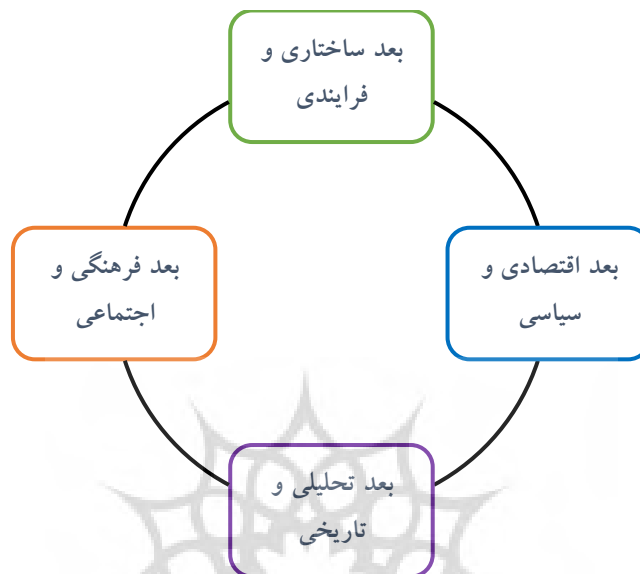 بعد ساختاری و
فرایندی
بعد اقتصادی و
سیاسی
بعد فرهنگی و
اجتماعی
بعد تحلیلی و
تاریخی